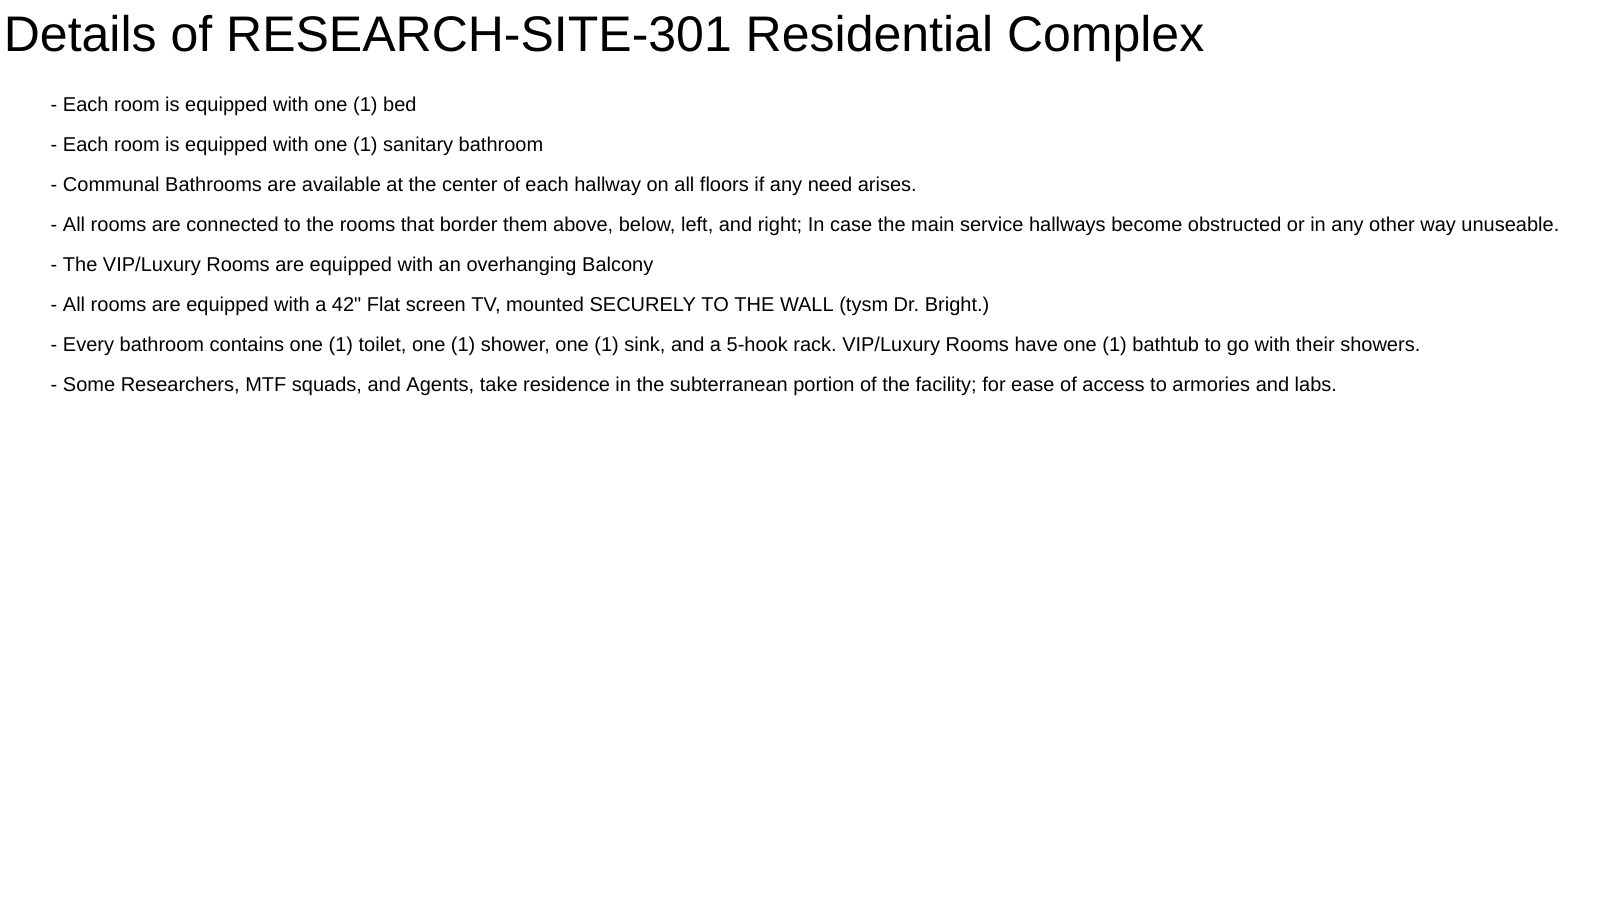 Details of RESEARCH-SITE-301 Residential Complex
- Each room is equipped with one (1) bed
- Each room is equipped with one (1) sanitary bathroom
- Communal Bathrooms are available at the center of each hallway on all floors if any need arises.
- All rooms are connected to the rooms that border them above, below, left, and right; In case the main service hallways become obstructed or in any other way unuseable.
- The VIP/Luxury Rooms are equipped with an overhanging Balcony
- All rooms are equipped with a 42" Flat screen TV, mounted SECURELY TO THE WALL (tysm Dr. Bright.)
- Every bathroom contains one (1) toilet, one (1) shower, one (1) sink, and a 5-hook rack. VIP/Luxury Rooms have one (1) bathtub to go with their showers.
- Some Researchers, MTF squads, and Agents, take residence in the subterranean portion of the facility; for ease of access to armories and labs.